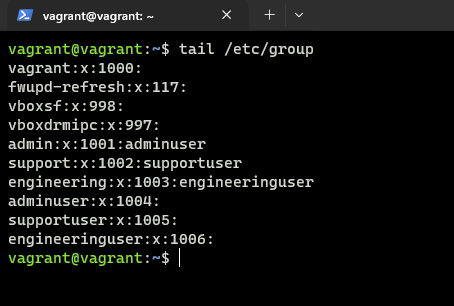 vagrant@vagrant: ~
vagrant@vagrant:~$ tail /etc/group
vagrant:x:1000:
fwupd-refresh:x:117:
vboxsf:x:998:
vboxdrmipc:x:997:
admin:x:1001:adminuser
support:x:1002:supportuser
engineering:x:1003:engineeringuser
adminuser:x:1004:
supportuser:x:1005:
engineeringuser:x:1006:
vagrant@vagrant:~$